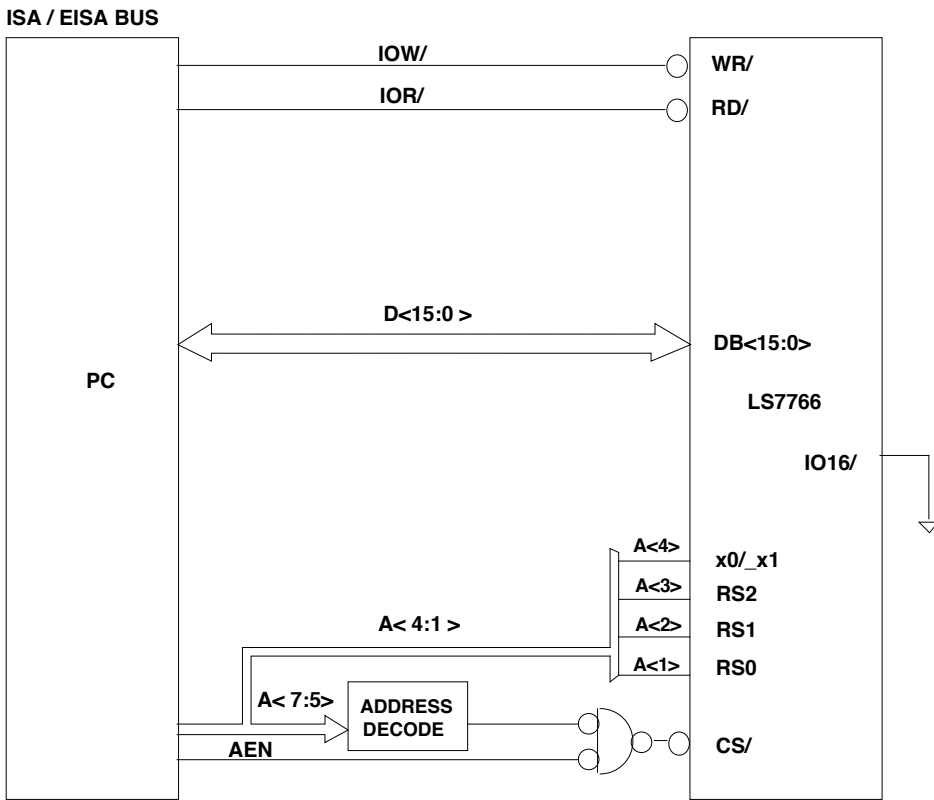 ISA / EISA BUS
IOW/
WR/
IOR/
RD/
D<15:0 >
DB<15:0>
PC
LS7766
IO16/
A<4>
x0/_x1
A<3>
RS2
A< 4:1 >
A<2>
RS1
A<1>
RS0
A< 7:5>
ADDRESS
DECODE
AEN
CS/